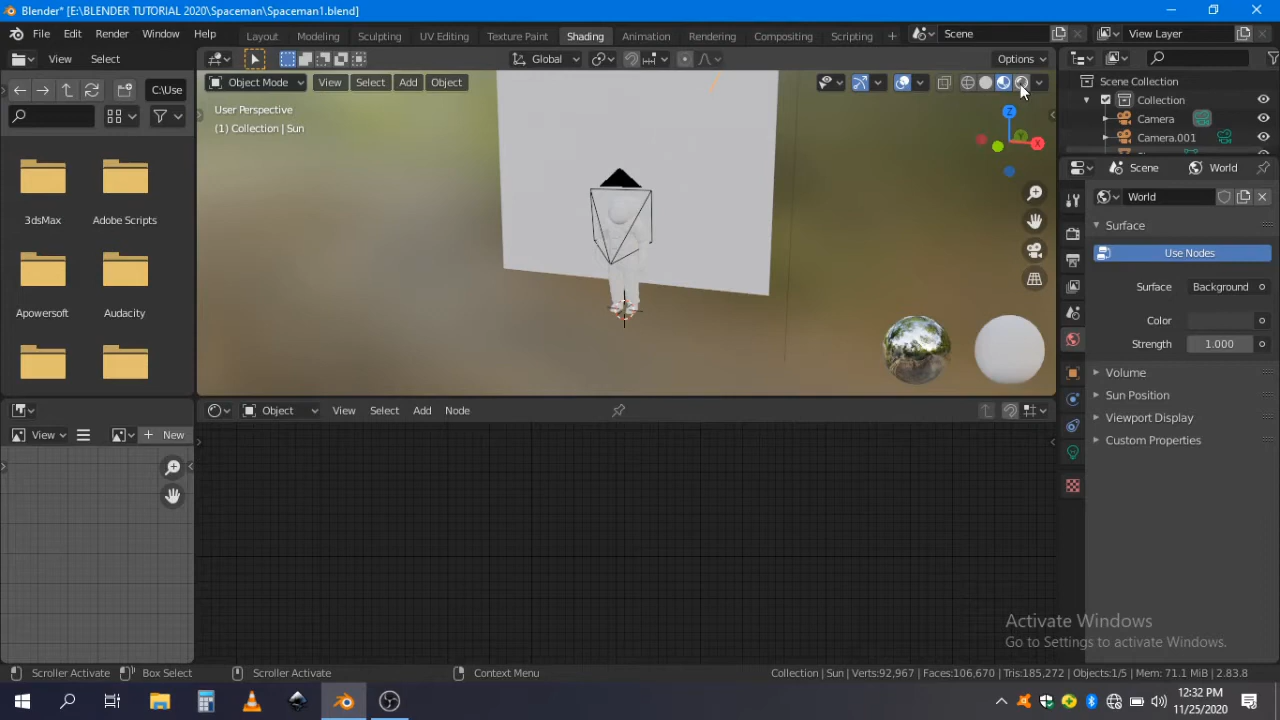 Blender* [E:\BLENDER TUTORIAL 2020\Spaceman\Spaceman1.blend]
File Edit Render Window Help
Layout Modeling Sculpting UV Editing Texture Paint Shading Animation Rendering Compositing Scripting
Scene
View Layer
View Select
Global
Options
Object Mode View Select Add Object
C:\Use
User Perspective
(1) Collection | Sun
Z
Y
X
3dsMax
Adobe Scripts
Apowersoft
Audacity
Scene Collection
Collection
Camera
Camera.001
Scene
World
World
Surface
Use Nodes
Surface Background
Color
Strength 1.000
Volume
Sun Position
Viewport Display
Custom Properties
View
New
Object View Select Add Node
Activate Windows
Go to Settings to activate Windows.
Scroller Activate
Box Select
Scroller Activate
Context Menu
Collection | Sun | Verts:92,967 | Faces:106,670 | Tris:185,272 | Objects:1/5 | Mem: 71.1 MiB | 2.83.8
12:32 PM
11/25/2020